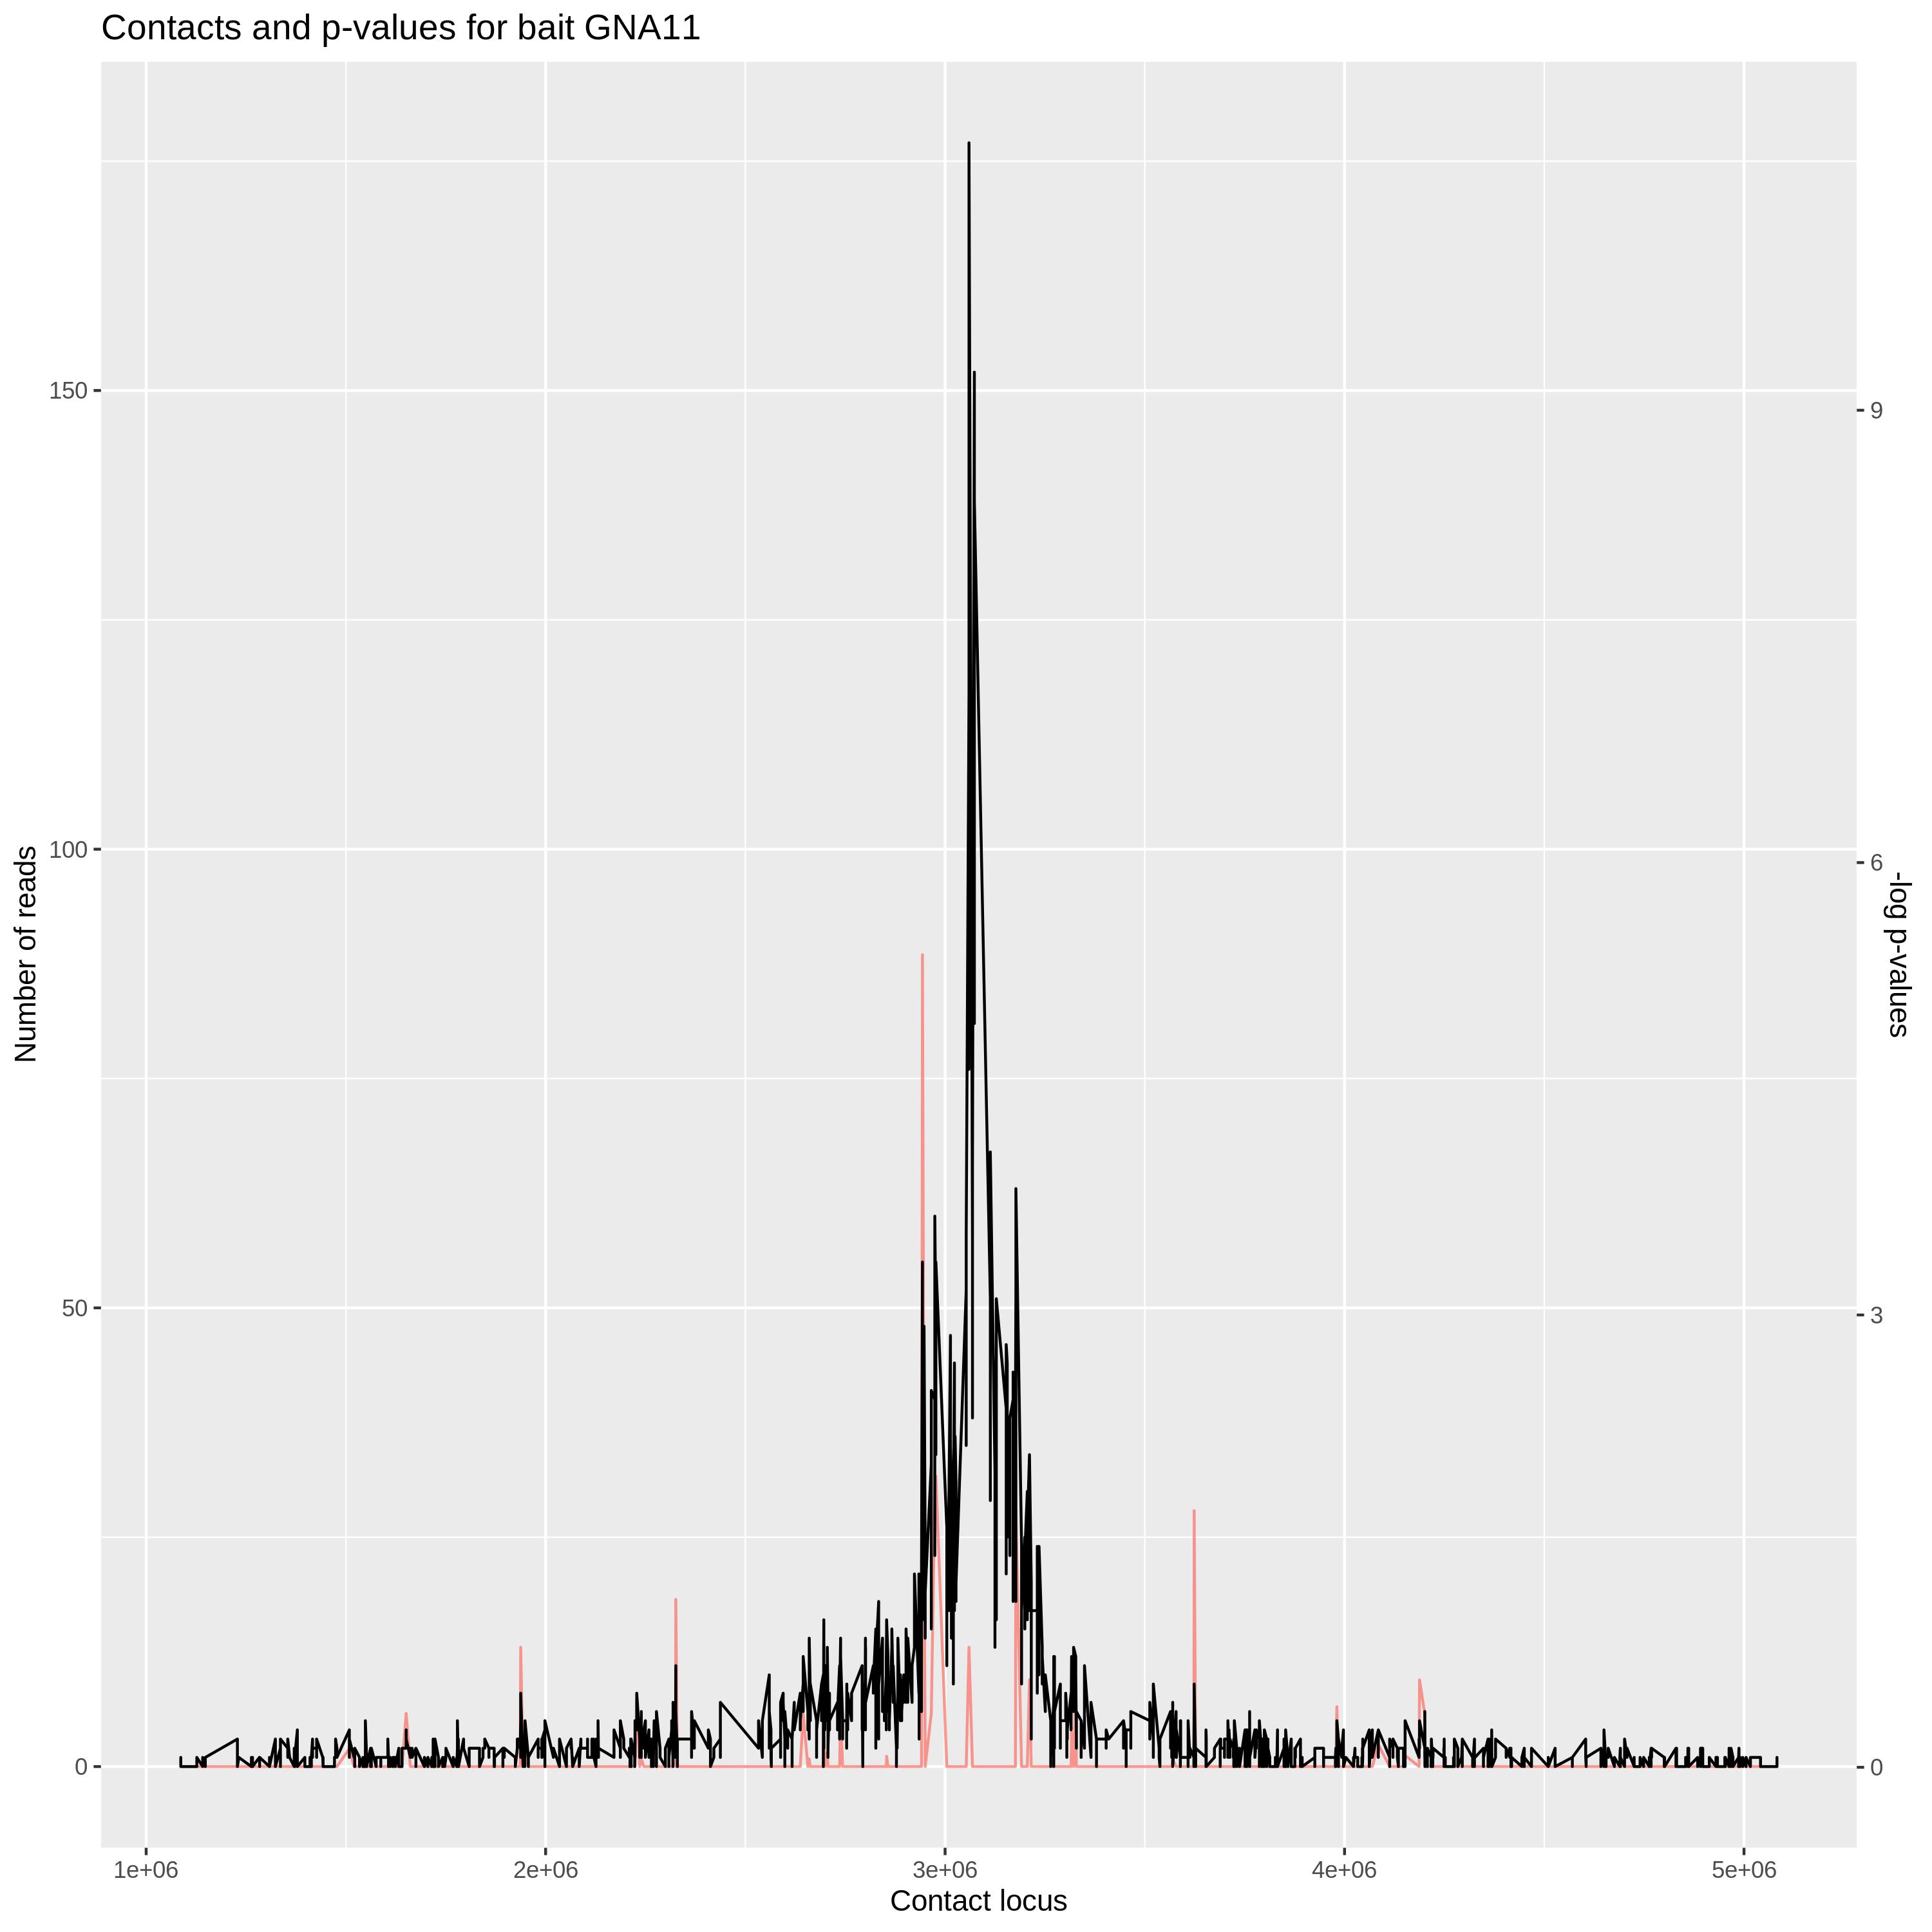 Contacts and p-values for bait GNA11
150
100
50
0
9
6
3
0
Number of reads
-log p-values
1e+06 2e+06 3e+06 4e+06 5e+06
Contact locus